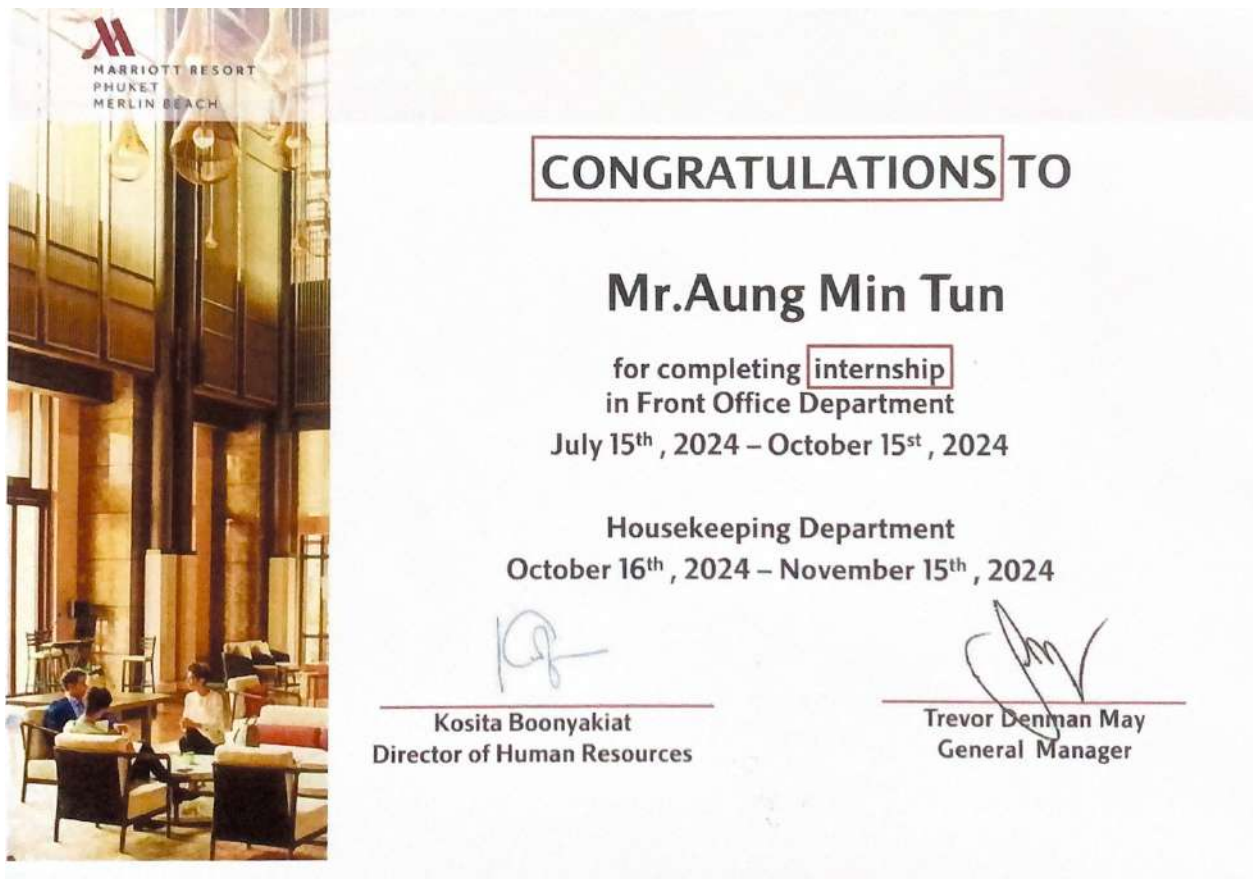 MARRIOTT RESORT
PHUKET
MERLIN BEACH
CONGRATULATIONS TO
Mr.Aung Min Tun
for completing internship
in Front Office Department
July 15th , 2024 – October 15st , 2024
Housekeeping Department
October 16th , 2024 – November 15th , 2024
Kosita Boonyakiat
Director of Human Resources
Trevor Denman May
General Manager